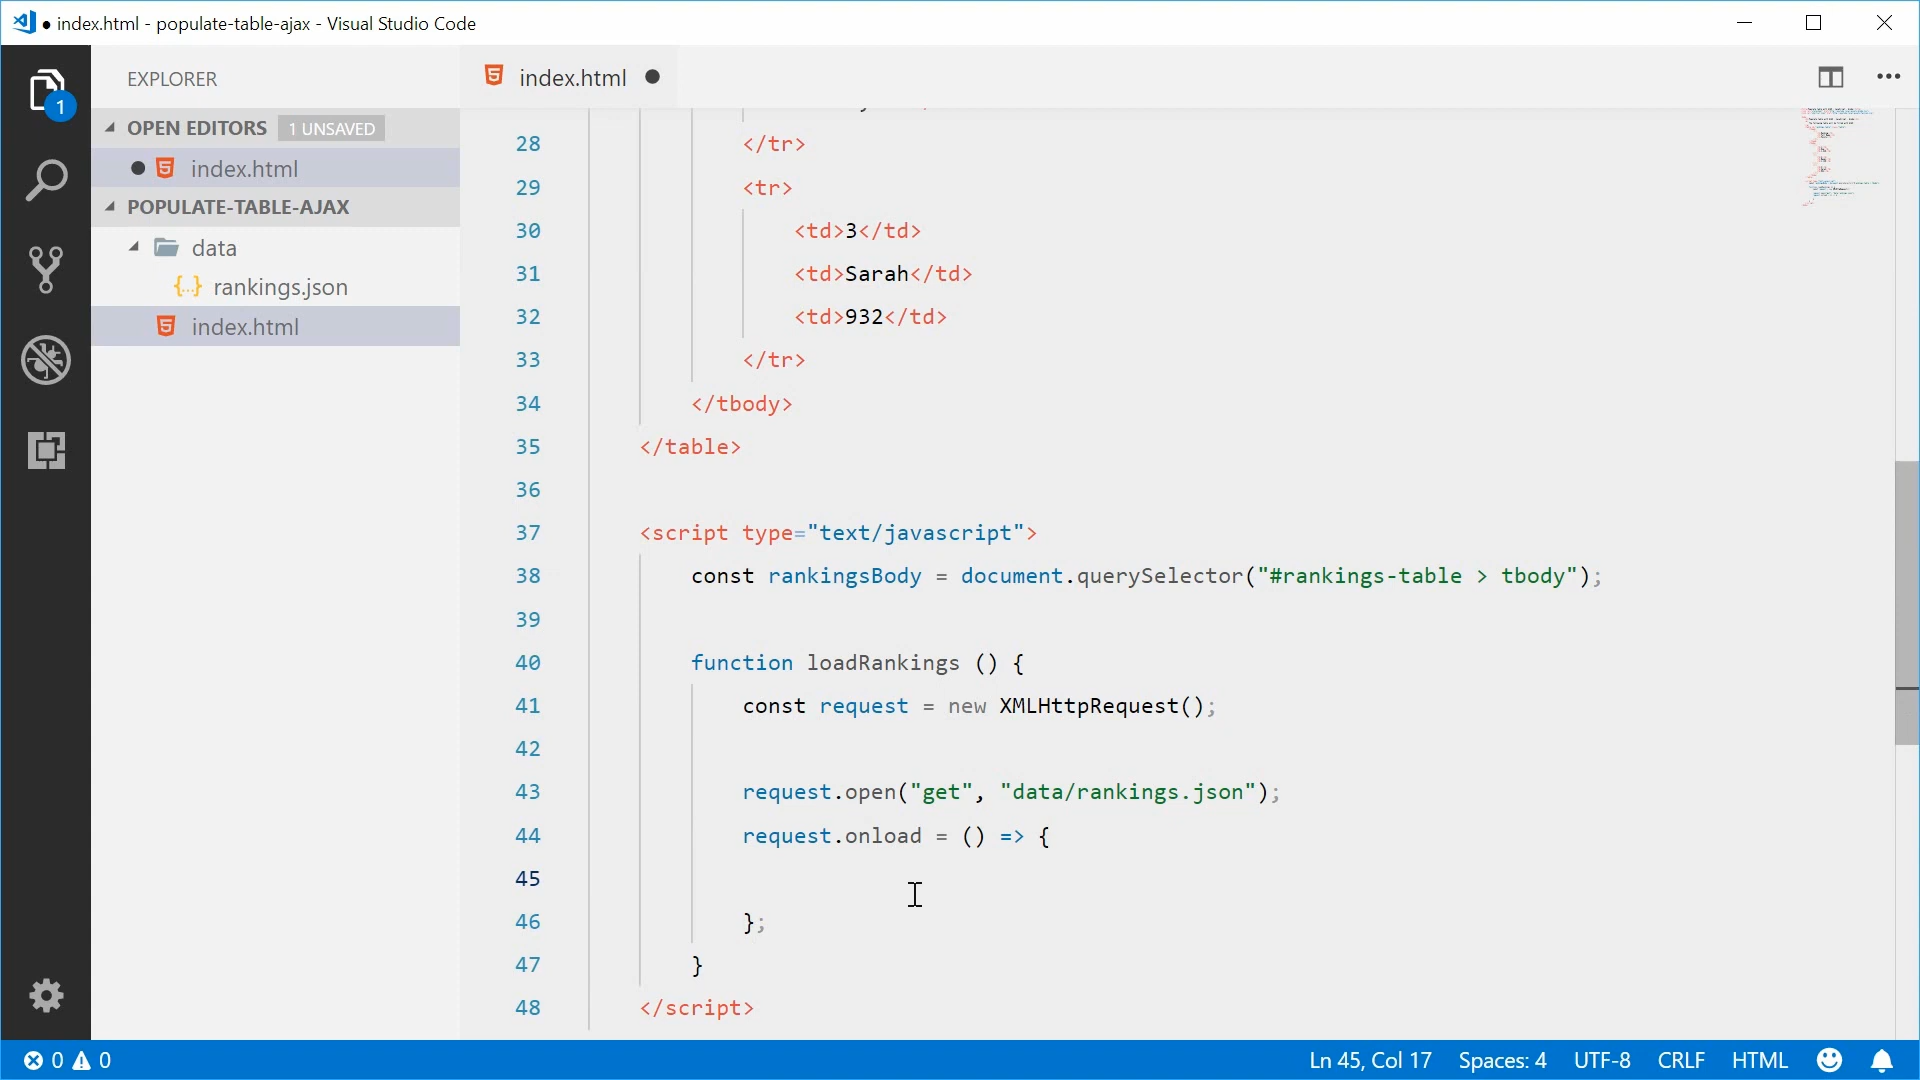 ● index.html - populate-table-ajax - Visual Studio Code
EXPLORER
index.html ●
1
OPEN EDITORS 1 UNSAVED
● index.html
POPULATE-TABLE-AJAX
data
{..} rankings.json
index.html
28 </tr>
29 <tr>
30 <td>3</td>
31 <td>Sarah</td>
32 <td>932</td>
33 </tr>
34 </tbody>
35 </table>
36
37 <script type="text/javascript">
38 const rankingsBody = document.querySelector("#rankings-table > tbody");
39
40 function loadRankings () {
41 const request = new XMLHttpRequest();
42
43 request.open("get", "data/rankings.json");
44 request.onload = () => {
45
46 };
47 }
48 </script>
0 0 Ln 45, Col 17 Spaces: 4 UTF-8 CRLF HTML